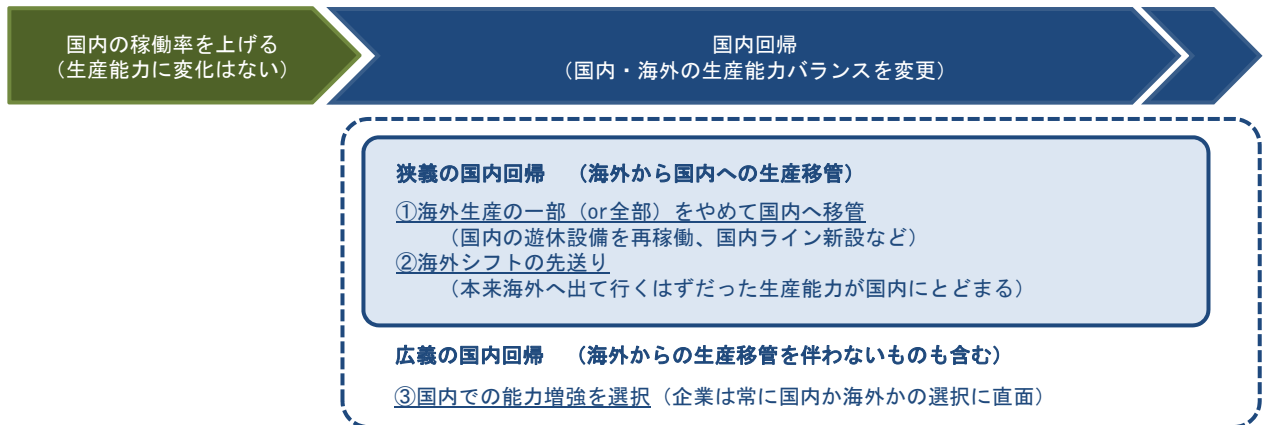 国内の稼働率を上げる
（生産能力に変化はない）
国内回帰
（国内・海外の生産能力バランスを変更）
狭義の国内回帰　（海外から国内への生産移管）
①海外生産の一部（or全部）をやめて国内へ移管
（国内の遊休設備を再稼働、国内ライン新設など）
②海外シフトの先送り
（本来海外へ出て行くはずだった生産能力が国内にとどまる）
広義の国内回帰　（海外からの生産移管を伴わないものも含む）
③国内での能力増強を選択（企業は常に国内か海外かの選択に直面）